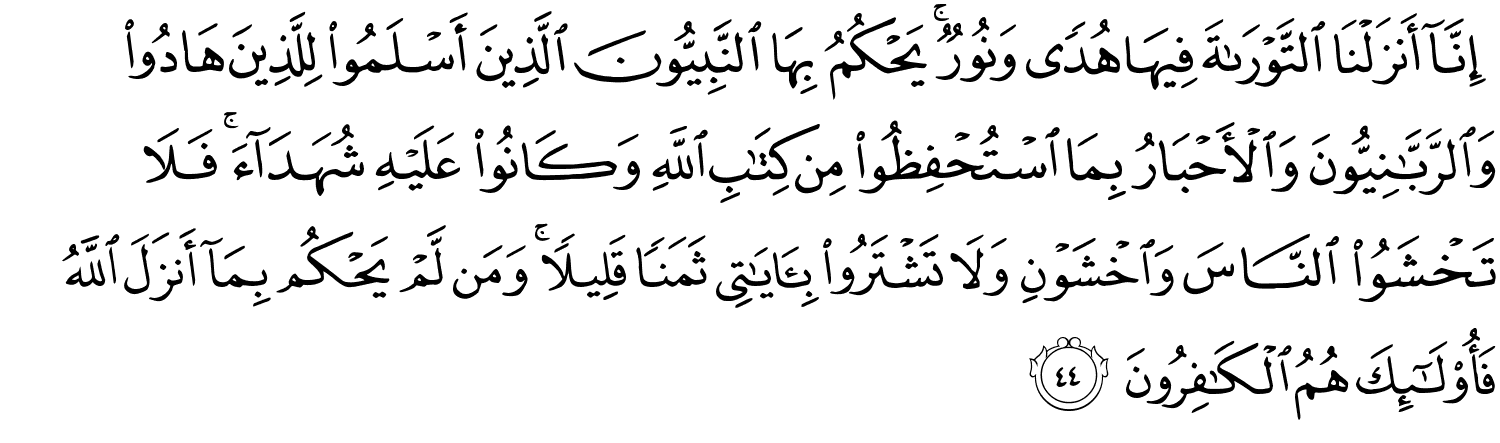 إِنَّآ أَنزَلْنَا ٱلتَّوْرَىٰةَ فِيهَا هُدًى وَنُورٌ ۚ يَحْكُمُ بِهَا ٱلنَّبِيُّونَ ٱلَّذِينَ أَسْلَمُوا۟ لِلَّذِينَ هَادُوا۟
وَٱلرَّبَّـٰنِيُّونَ وَٱلْأَحْبَارُ بِمَا ٱسْتُحْفِظُوا۟ مِن كِتَـٰبِ ٱللَّهِ وَكَانُوا۟ عَلَيْهِ شُهَدَآءَ ۚ فَلَا
تَخْشَوُا۟ ٱلنَّاسَ وَٱخْشَوْنِ وَلَا تَشْتَرُوا۟ بِـَٔايَـٰتِى ثَمَنًا قَلِيلًا ۚ وَمَن لَّمْ يَحْكُم بِمَآ أَنزَلَ ٱللَّهُ
فَأُو۟لَـٰٓئِكَ هُمُ ٱلْكَـٰفِرُونَ ٤٤